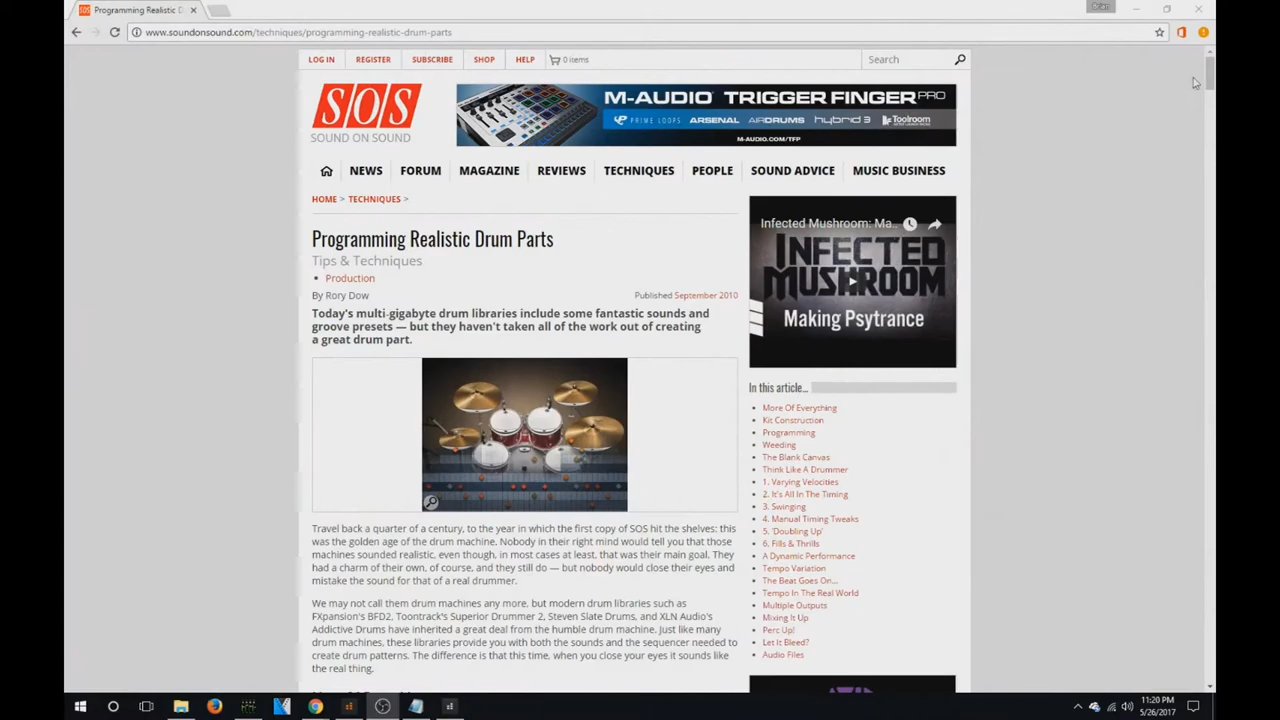 Programming Realistic D
Brian
www.soundonsound.com/techniques/programming-realistic-drum-parts
LOG IN REGISTER SUBSCRIBE SHOP HELP 0 items Search
SOS
SOUND ON SOUND
M-AUDIO TRIGGER FINGER PRO
PRIME LOOPS ARSENAL AIRDRUMS hybrid 3 Toolroom
M-AUDIO.COM/TFP
NEWS FORUM MAGAZINE REVIEWS TECHNIQUES PEOPLE SOUND ADVICE MUSIC BUSINESS
HOME > TECHNIQUES >
Programming Realistic Drum Parts
Tips & Techniques
• Production
By Rory Dow Published September 2010
Today's multi-gigabyte drum libraries include some fantastic sounds and
groove presets — but they haven't taken all of the work out of creating
a great drum part.
Travel back a quarter of a century, to the year in which the first copy of SOS hit the shelves: this
was the golden age of the drum machine. Nobody in their right mind would tell you that those
machines sounded realistic, even though, in most cases at least, that was their main goal. They
had a charm of their own, of course, and they still do — but nobody would close their eyes and
mistake the sound for that of a real drummer.
We may not call them drum machines any more, but modern drum libraries such as
FXpansion's BFD2, Toontrack's Superior Drummer 2, Steven Slate Drums, and XLN Audio's
Addictive Drums have inherited a great deal from the humble drum machine. Just like many
drum machines, these libraries provide you with both the sounds and the sequencer needed to
create drum patterns. The difference is that this time, when you close your eyes it sounds like
the real thing.
Infected Mushroom: Ma...
INFECTED
MUSHROOM
Making Psytrance
In this article...
• More Of Everything
• Kit Construction
• Programming
• Weeding
• The Blank Canvas
• Think Like A Drummer
• 1. Varying Velocities
• 2. It's All In The Timing
• 3. Swinging
• 4. Manual Timing Tweaks
• 5. 'Doubling Up'
• 6. Fills & Thrills
• A Dynamic Performance
• Tempo Variation
• The Beat Goes On...
• Tempo In The Real World
• Multiple Outputs
• Mixing It Up
• Perc Up!
• Let It Bleed?
• Audio Files
11:20 PM
5/26/2017